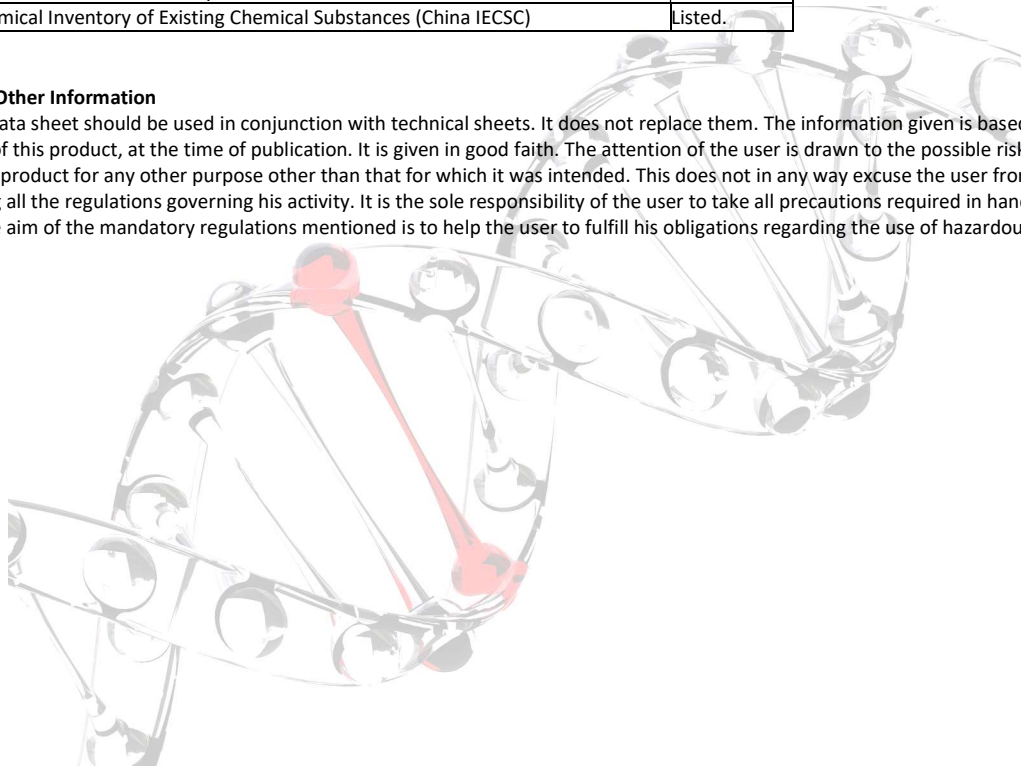 mical Inventory of Existing Chemical Substances (China IECSC) Listed.
Other Information
ata sheet should be used in conjunction with technical sheets. It does not replace them. The information given is based
of this product, at the time of publication. It is given in good faith. The attention of the user is drawn to the possible risk
product for any other purpose other than that for which it was intended. This does not in any way excuse the user from
all the regulations governing his activity. It is the sole responsibility of the user to take all precautions required in hand
aim of the mandatory regulations mentioned is to help the user to fulfill his obligations regarding the use of hazardou